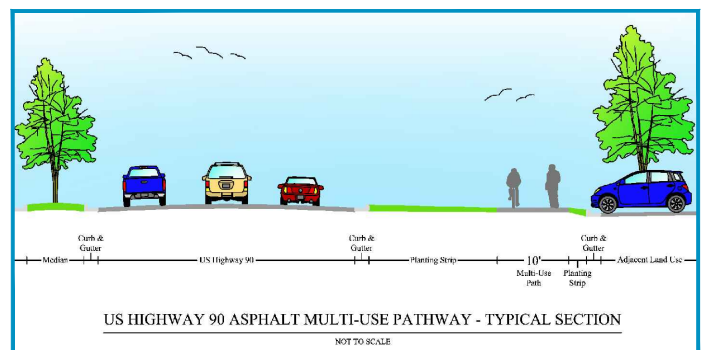 Curb &
Gutter
Curb &
Gutter
Curb &
Gutter
Median
US Highway 90
Planting Strip
10'
Multi-Use
Path
Planting
Strip
Adjacent Land Use
US HIGHWAY 90 ASPHALT MULTI-USE PATHWAY - TYPICAL SECTION
NOT TO SCALE